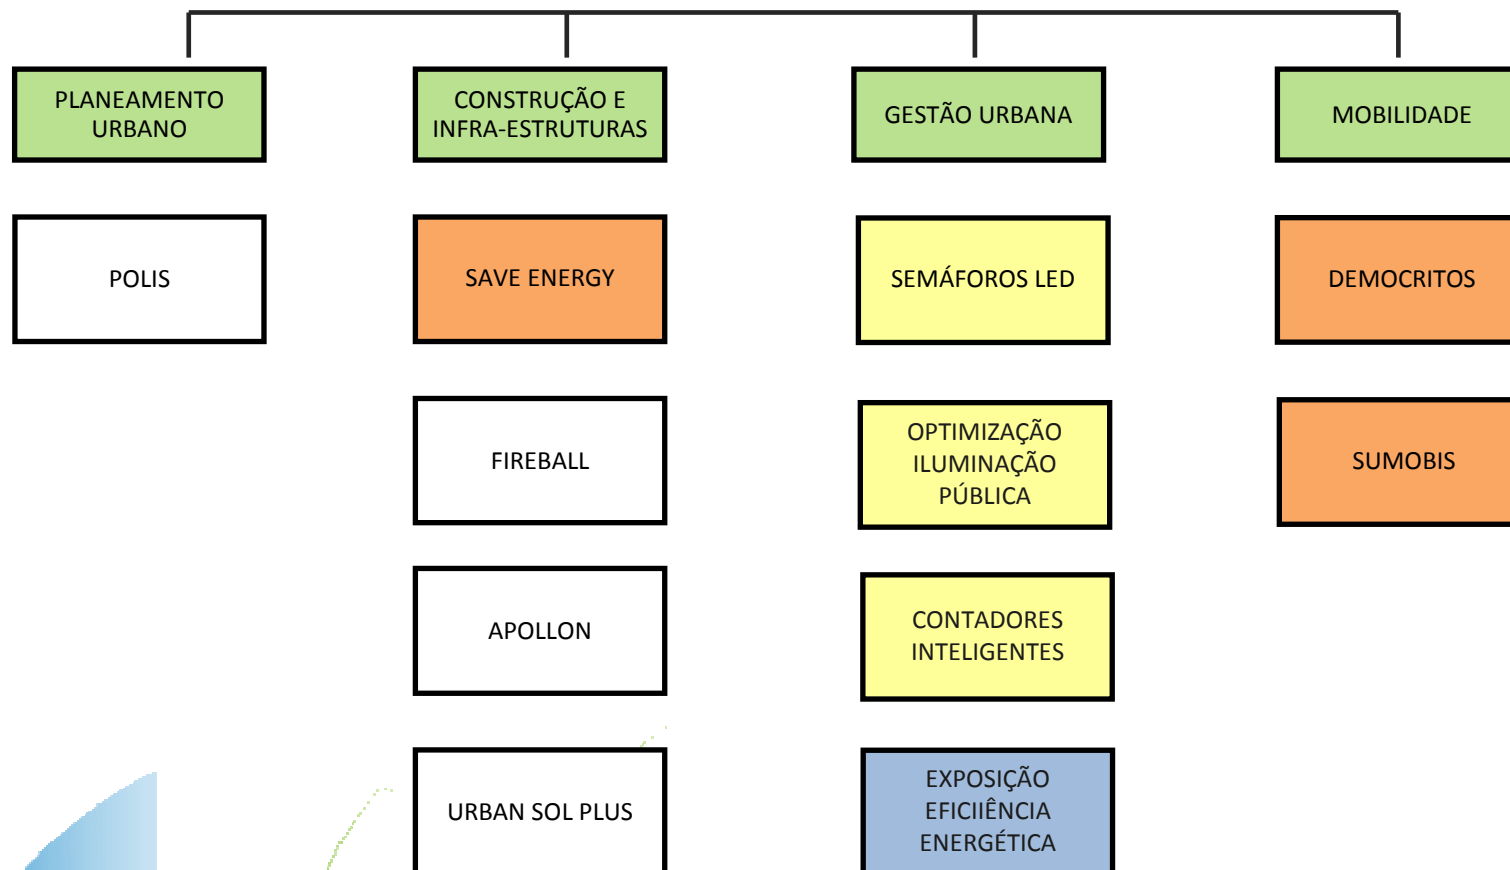 PLANEAMENTO
URBANO
CONSTRUÇÃO E
INFRA-ESTRUTURAS
GESTÃO URBANA
MOBILIDADE
POLIS
SAVE ENERGY
SEMÁFOROS LED
DEMOCRITOS
FIREBALL
OPTIMIZAÇÃO
ILUMINAÇÃO
PÚBLICA
SUMOBIS
APOLLON
CONTADORES
INTELIGENTES
URBAN SOL PLUS
EXPOSIÇÃO
EFICIIÊNCIA
ENERGÉTICA